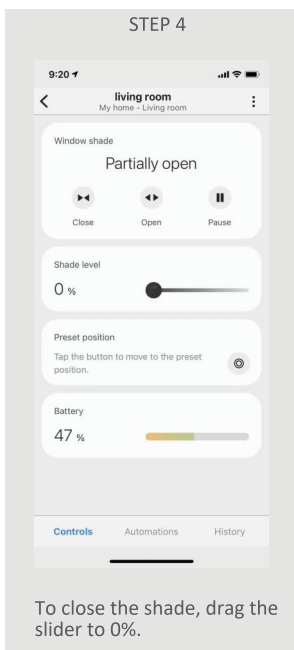 STEP 4
9:20
living room
My home - Living room
Window shade
Partially open
Close Open Pause
Shade level
0 %
Preset position
Tap the button to move to the preset
position.
Battery
47 %
Controls Automations History
To close the shade, drag the
slider to 0%.